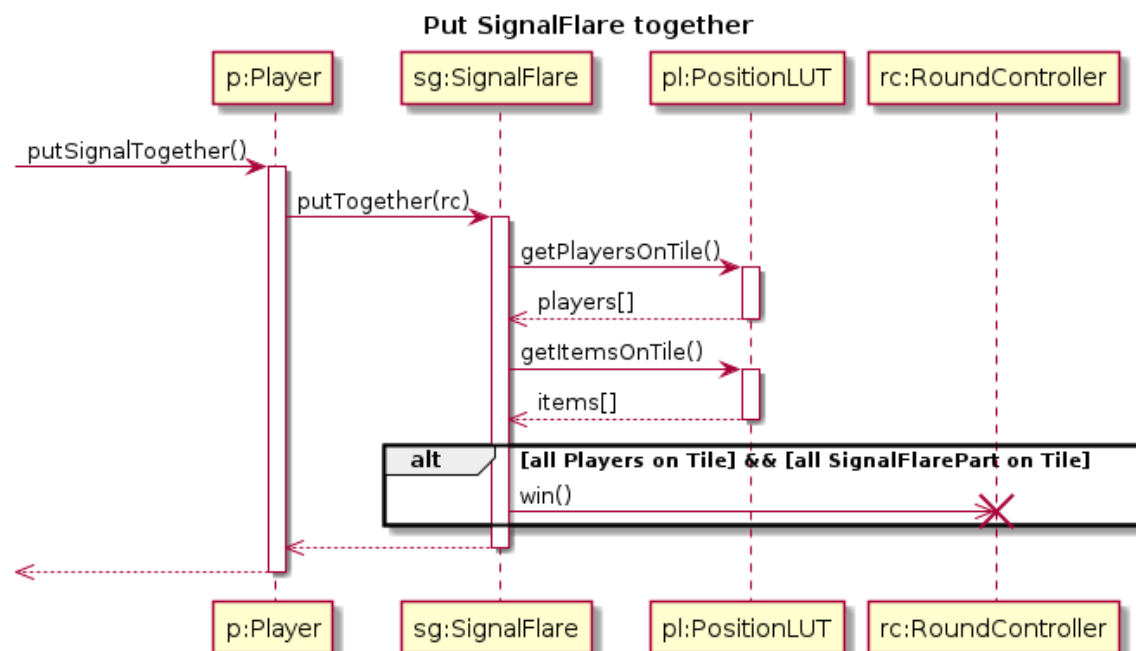 Put SignalFlare together
p:Player
sg:SignalFlare
pl:PositionLUT
rc:RoundController
putSignalTogether()
putTogether(rc)
getPlayersOnTile()
players[]
getItemsOnTile()
items[]
alt [all Players on Tile] && [all SignalFlarePart on Tile]
win()
p:Player
sg:SignalFlare
pl:PositionLUT
rc:RoundController